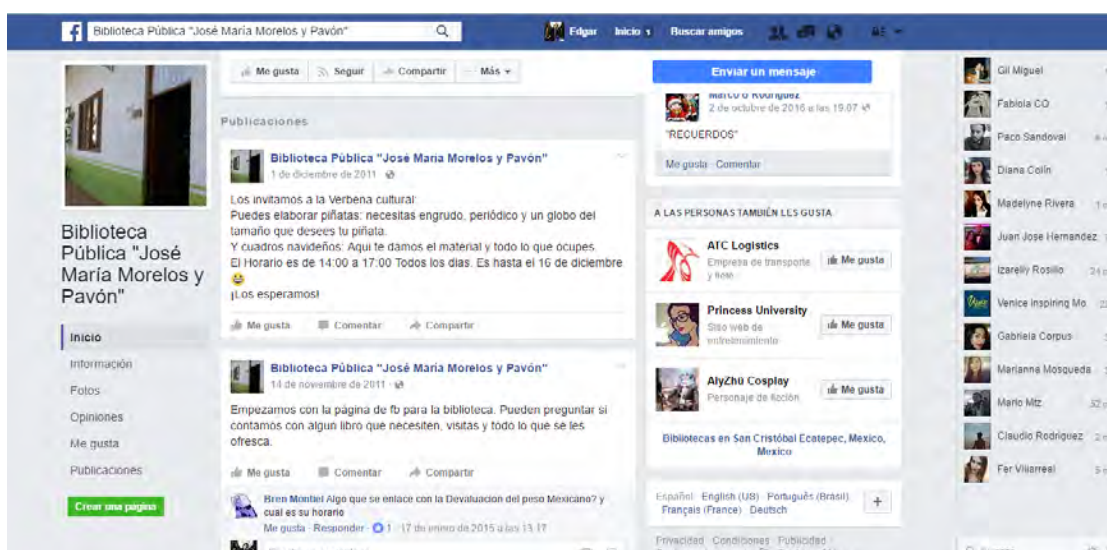 Biblioteca Pública "José María Morelos y Pavón"
Edgar Inicio Buscar amigos
Me gusta Seguir Compartir Más
Enviar un mensaje
Biblioteca
Pública "José
María Morelos y
Pavón"
Inicio
Información
Fotos
Opiniones
Me gusta
Publicaciones
Crear una página
Publicaciones
Biblioteca Pública "José María Morelos y Pavón"
1 de diciembre de 2011
Los invitamos a la Verbena cultural:
Puedes elaborar piñatas: necesitas engrudo, periódico y un globo del
tamaño que desees tu piñata.
Y cuadros navideños: Aqui te damos el material y todo lo que ocupes.
El Horario es de 14:00 a 17:00 Todos los dias. Es hasta el 16 de diciembre
¡Los esperamos!
Me gusta Comentar Compartir
Biblioteca Pública "José María Morelos y Pavón"
14 de noviembre de 2011
Empezamos con la página de fb para la biblioteca. Pueden preguntar si
contamos con algun libro que necesiten, visitas y todo lo que se les
ofresca.
Me gusta Comentar Compartir
Bren Montiel Algo que se enlace con la Devaluacion del peso Mexicano? y
cual es su horario
Me gusta · Responder · 1 · 17 de enero de 2015 a las 13:17
Marco o Rodriguez
2 de octubre de 2016 a las 19:07
"RECUERDOS"
Me gusta · Comentar
A LAS PERSONAS TAMBIÉN LES GUSTA
ATC Logistics
Empresa de transporte
y flete
Me gusta
Princess University
Sitio web de
entretenimiento
Me gusta
AlyZhü Cosplay
Personaje de ficción
Me gusta
Bibliotecas en San Cristóbal Ecatepec, Mexico,
Mexico
Español · English (US) · Português (Brasil) ·
Français (France) · Deutsch
Privacidad · Condiciones · Publicidad ·
Gil Miguel
Fabiola CO
Paco Sandoval
Diana Colín
Madelyne Rivera
Juan Jose Hernandez
Izarelly Rosillo
Venice Inspiring Mo
Gabriela Corpus
Marianna Mosqueda
Mario Mtz
Claudio Rodriguez
Fer Villarreal